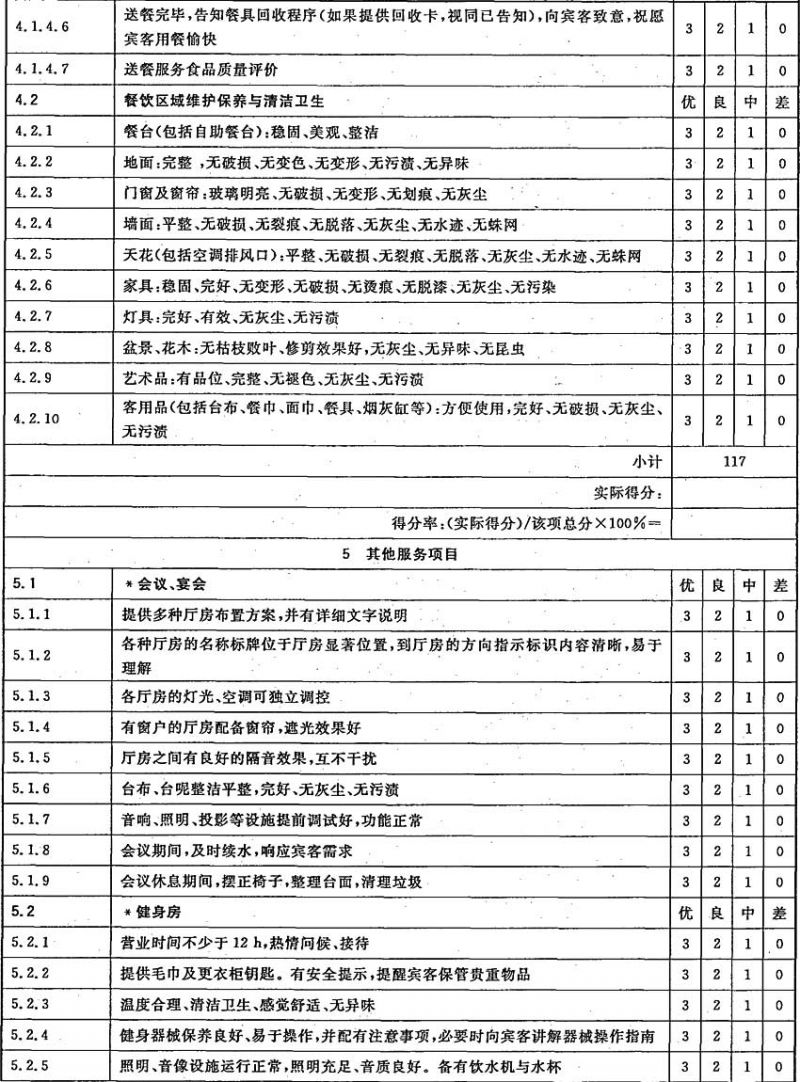 4.1.4.6 送餐完毕,告知餐具回收程序(如果提供回收卡,视同已告知),向宾客致意,祝愿 3 2 1 0
宾客用餐愉快
4.1.4.7 送餐服务食品质量评价 3 2 1 0
4.2 餐饮区域维护保养与清洁卫生 优 良 中 差
4.2.1 餐台(包括自助餐台):稳固、美观、整洁 3 2 1 0
4.2.2 地面:完整,无破损、无变色、无变形、无污渍、无异味 3 2 1 0
4.2.3 门窗及窗帘:玻璃明亮、无破损、无变形、无划痕、无灰尘 3 2 1 0
4.2.4 墙面:平整、无破损、无裂痕、无脱落、无灰尘、无水迹、无蛛网 3 2 1 0
4.2.5 天花(包括空调排风口):平整、无破损、无裂痕、无脱落、无灰尘、无水迹、无蛛网 3 2 1 0
4.2.6 家具:稳固、完好、无变形、无破损、无烫痕、无脱漆、无灰尘、无污染 3 2 1 0
4.2.7 灯具:完好、有效、无灰尘、无污渍 3 2 1 0
4.2.8 盆景、花木:无枯枝败叶、修剪效果好,无灰尘、无异味、无昆虫 3 2 1 0
4.2.9 艺术品:有品位、完整、无褪色、无灰尘、无污渍 3 2 1 0
4.2.10 客用品(包括台布、餐巾、面巾、餐具、烟灰缸等):方便使用,完好、无破损、无灰尘、 3 2 1 0
无污渍
小计 117
实际得分:
得分率:(实际得分)/该项总分×100%=
5 其他服务项目
5.1 *会议、宴会 优 良 中 差
5.1.1 提供多种厅房布置方案,并有详细文字说明 3 2 1 0
5.1.2 各种厅房的名称标牌位于厅房显著位置,到厅房的方向指示标识内容清晰,易于 3 2 1 0
理解
5.1.3 各厅房的灯光、空调可独立调控 3 2 1 0
5.1.4 有窗户的厅房配备窗帘,遮光效果好 3 2 1 0
5.1.5 厅房之间有良好的隔音效果,互不干扰 3 2 1 0
5.1.6 台布、台呢整洁平整,完好、无灰尘、无污渍 3 2 1 0
5.1.7 音响、照明、投影等设施提前调试好,功能正常 3 2 1 0
5.1.8 会议期间,及时续水,响应宾客需求 3 2 1 0
5.1.9 会议休息期间,摆正椅子,整理台面,清理垃圾 3 2 1 0
5.2 *健身房 优 良 中 差
5.2.1 营业时间不少于 12 h,热情问候、接待 3 2 1 0
5.2.2 提供毛巾及更衣柜钥匙。有安全提示,提醒宾客保管贵重物品 3 2 1 0
5.2.3 温度合理、清洁卫生、感觉舒适、无异味 3 2 1 0
5.2.4 健身器械保养良好、易于操作,并配有注意事项,必要时向宾客讲解器械操作指南 3 2 1 0
5.2.5 照明、音像设施运行正常,照明充足、音质良好。备有饮水机与水杯 3 2 1 0